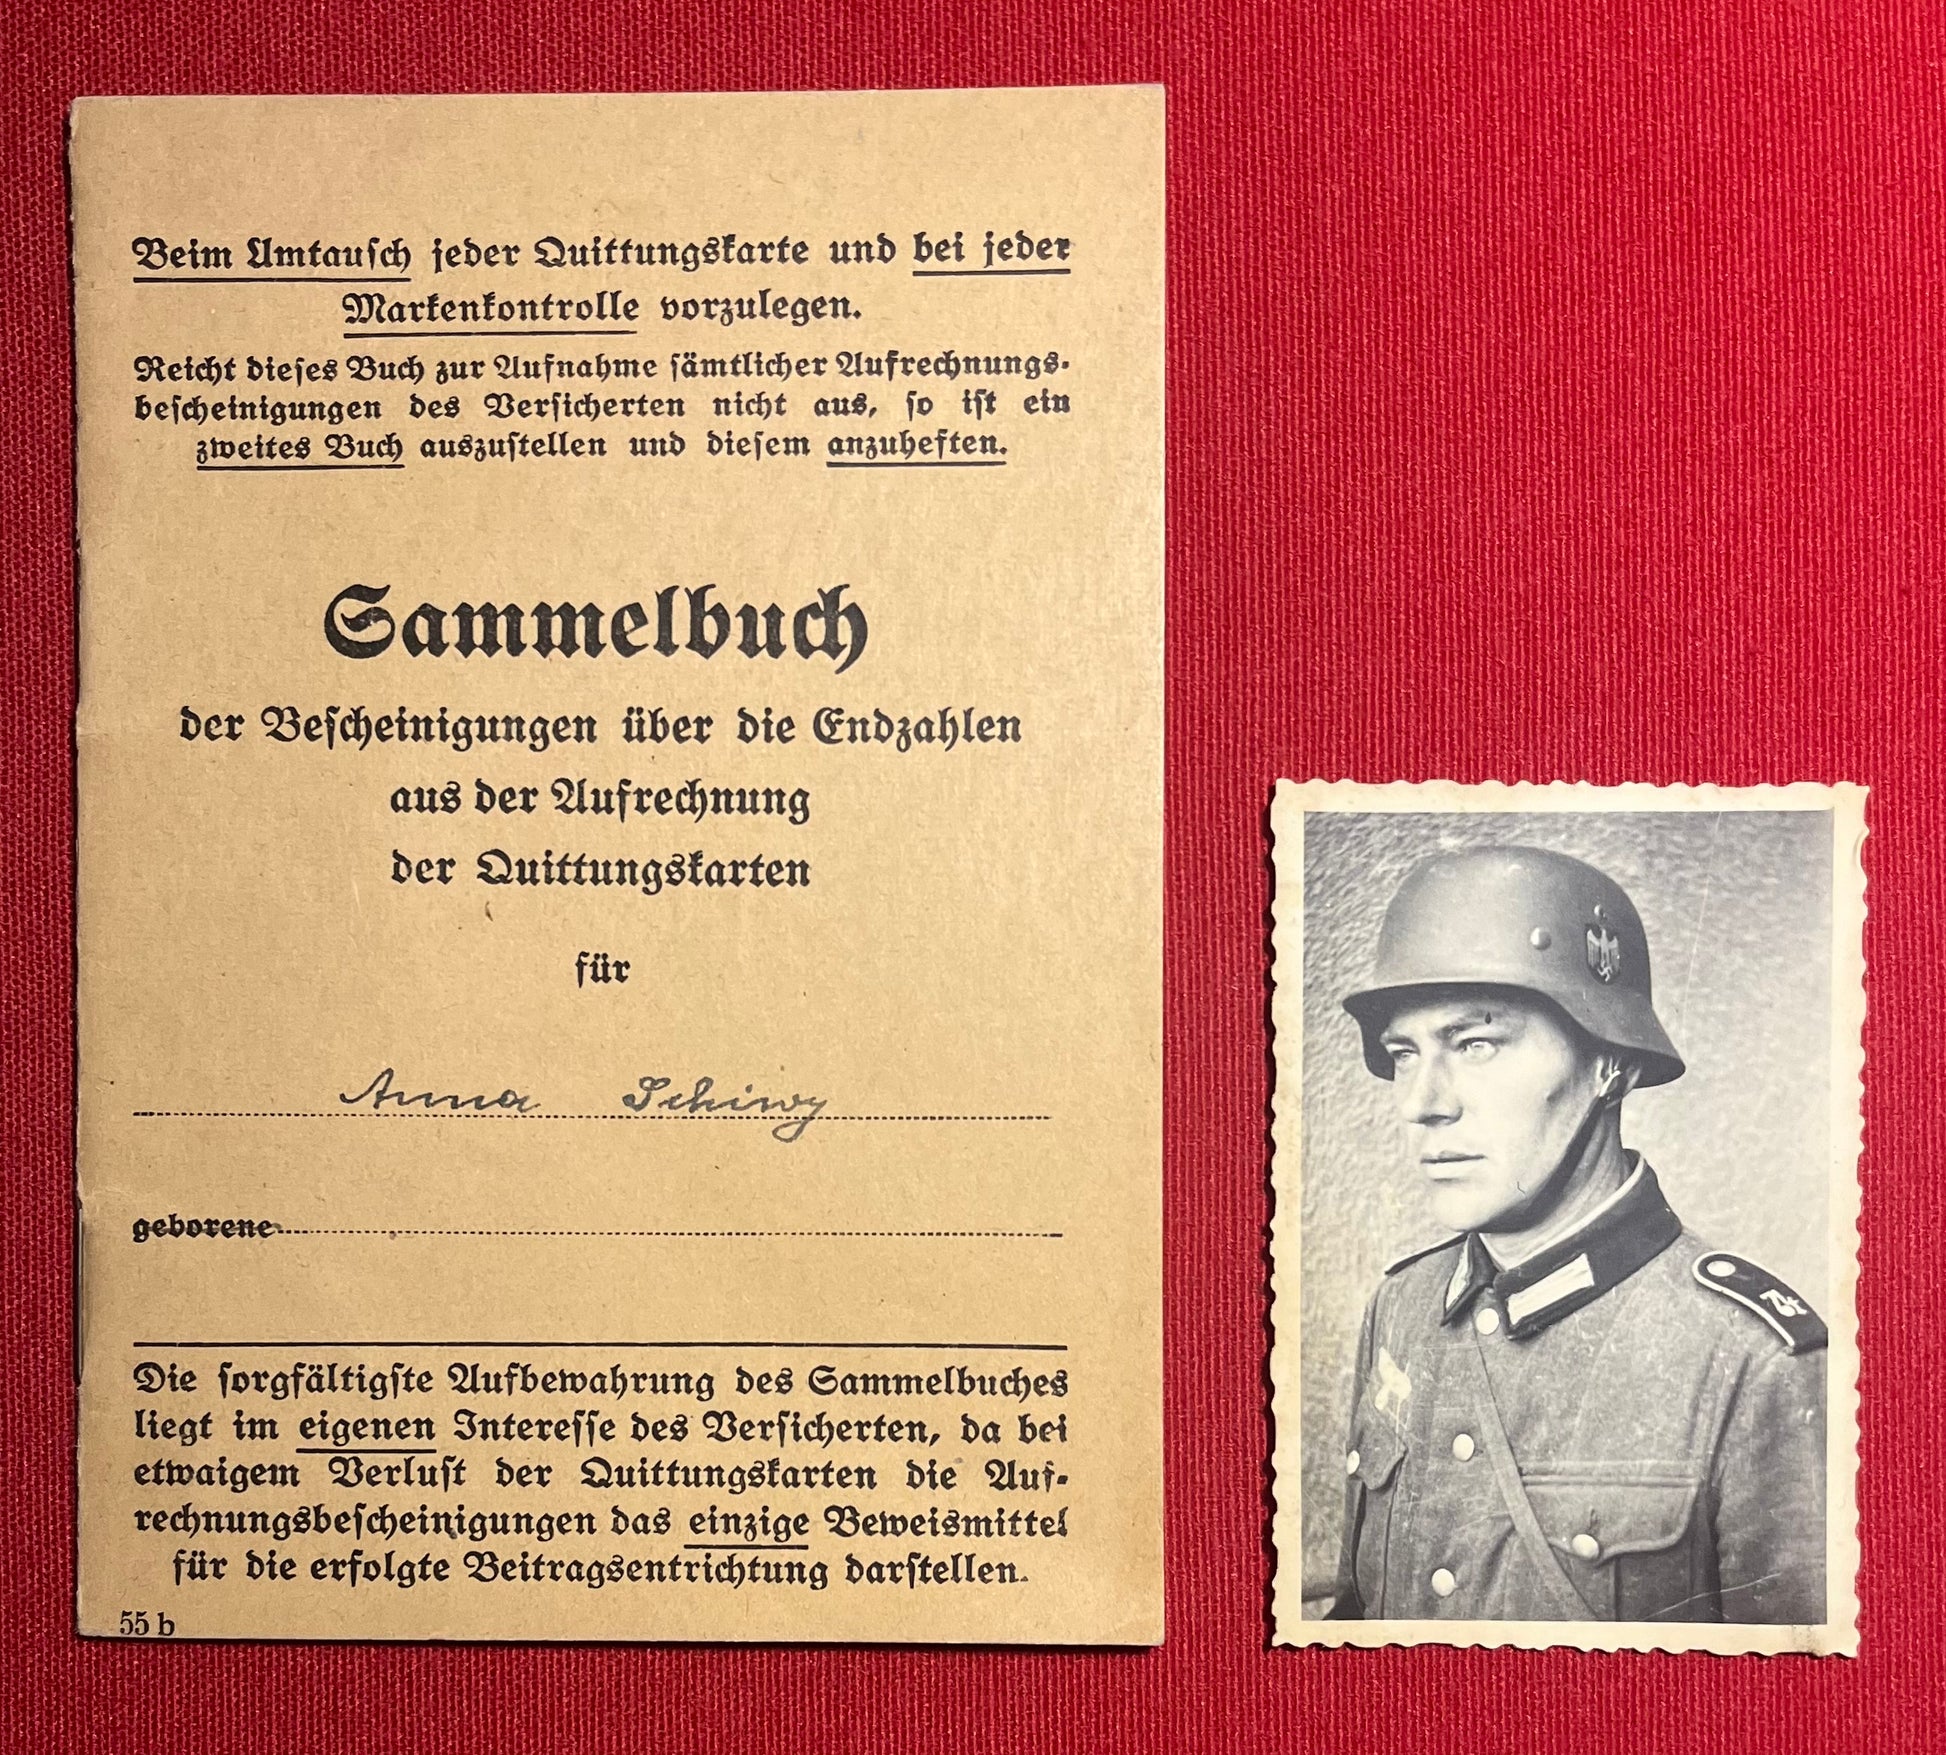 Beim Umtausch jeder Quittungskarte und bei jeder
Markenkontrolle vorzulegen.
Reicht dieses Buch zur Aufnahme sämtlicher Aufrechnungs-
bescheinigungen des Versicherten nicht aus, so ist ein
zweites Buch auszustellen und diesem anzuheften.
Sammelbuch
der Bescheinigungen über die Endzahlen
aus der Aufrechnung
der Quittungskarten
für
Anna Schiwy
geborene
Die sorgfältigste Aufbewahrung des Sammelbuches
liegt im eigenen Interesse des Versicherten, da bei
etwaigem Verlust der Quittungskarten die Auf-
rechnungsbescheinigungen das einzige Beweismittel
für die erfolgte Beitragsentrichtung darstellen.
55 b